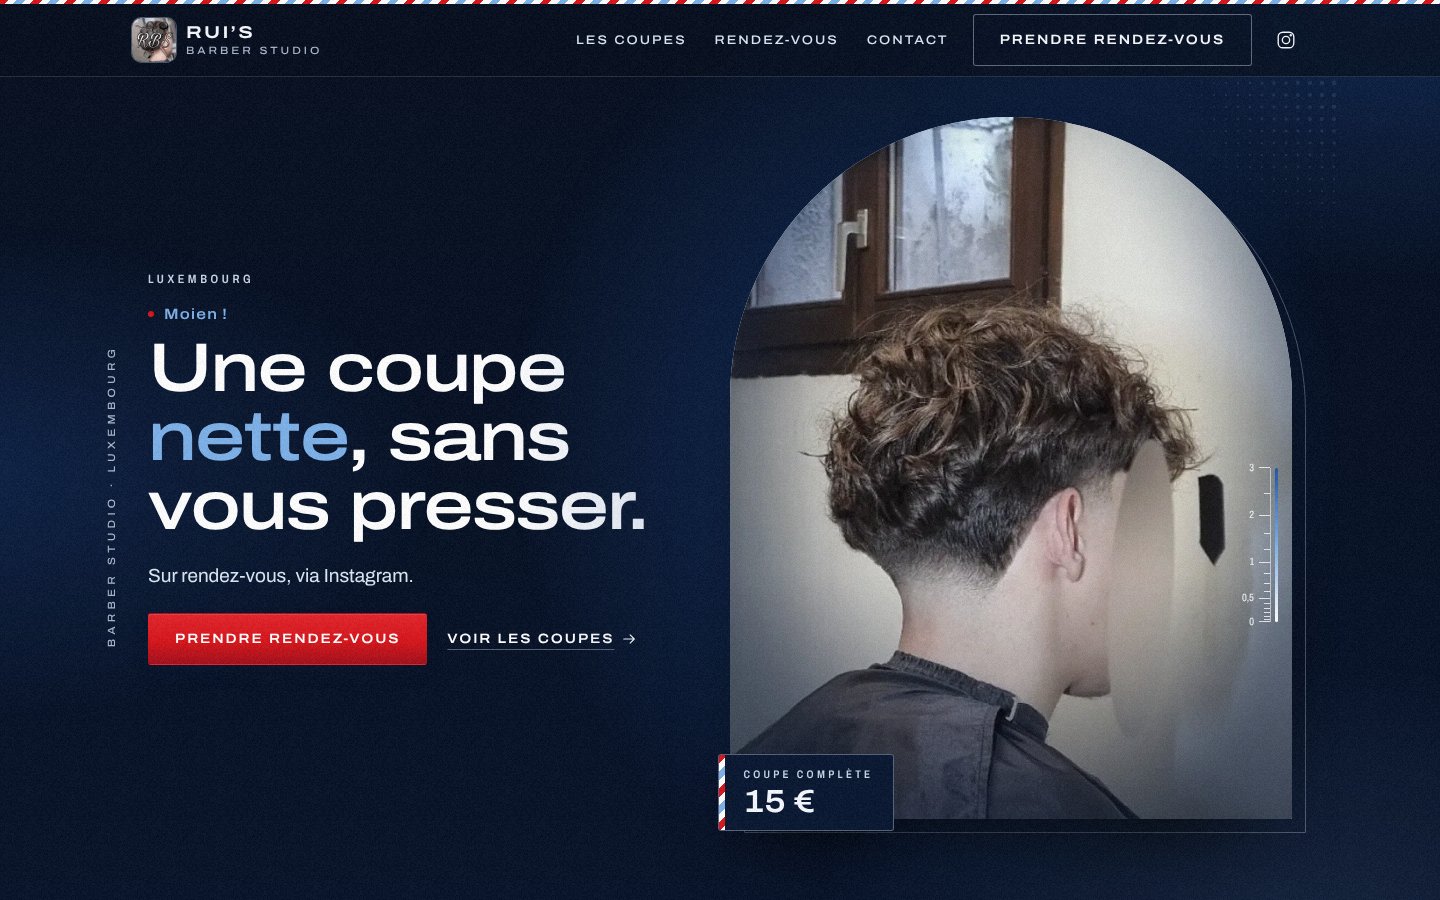 RBS
RUI'S
BARBER STUDIO
LES COUPES
RENDEZ-VOUS
CONTACT
PRENDRE RENDEZ-VOUS
BARBER STUDIO · LUXEMBOURG
LUXEMBOURG
Moien !
Une coupe
nette, sans
vous presser.
Sur rendez-vous, via Instagram.
PRENDRE RENDEZ-VOUS
VOIR LES COUPES →
3
2
1
0,5
0
COUPE COMPLÈTE
15 €